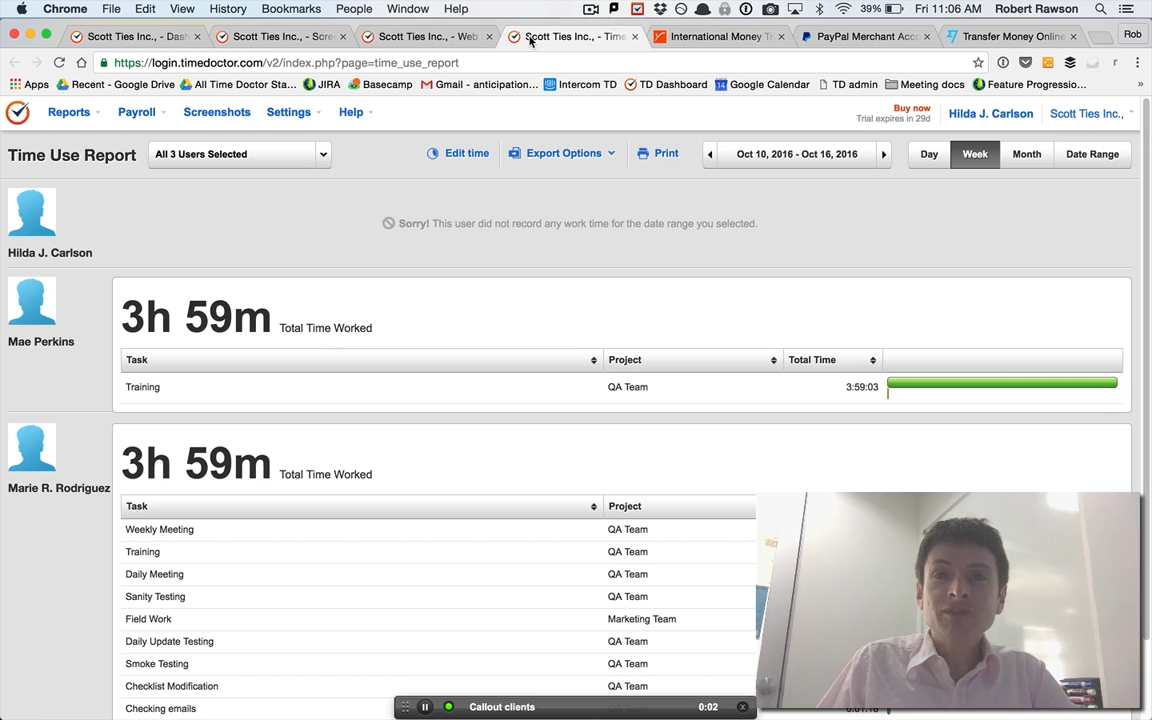 Chrome File Edit View History Bookmarks People Window Help 39% Fri 11:06 AM Robert Rawson
Scott Ties Inc., - Dash Scott Ties Inc., - Scre Scott Ties Inc., - Web Scott Ties Inc., - Time International Money Tr PayPal Merchant Acco Transfer Money Online Rob
https://login.timedoctor.com/v2/index.php?page=time_use_report
Apps Recent - Google Drive All Time Doctor Sta... JIRA Basecamp Gmail - anticipation... Intercom TD TD Dashboard Google Calendar TD admin Meeting docs Feature Progressio... »
Reports Payroll Screenshots Settings Help Buy now Hilda J. Carlson Scott Ties Inc.,
Trial expires in 29d
Time Use Report All 3 Users Selected Edit time Export Options Print Oct 10, 2016 - Oct 16, 2016 Day Week Month Date Range
Sorry! This user did not record any work time for the date range you selected.
Hilda J. Carlson
3h 59m Total Time Worked
Mae Perkins
Task Project Total Time
Training QA Team 3:59:03
3h 59m Total Time Worked
Marie R. Rodriguez
Task Project
Weekly Meeting QA Team
Training QA Team
Daily Meeting QA Team
Sanity Testing QA Team
Field Work Marketing Team
Daily Update Testing QA Team
Smoke Testing QA Team
Checklist Modification QA Team
Checking emails
Callout clients 0:02